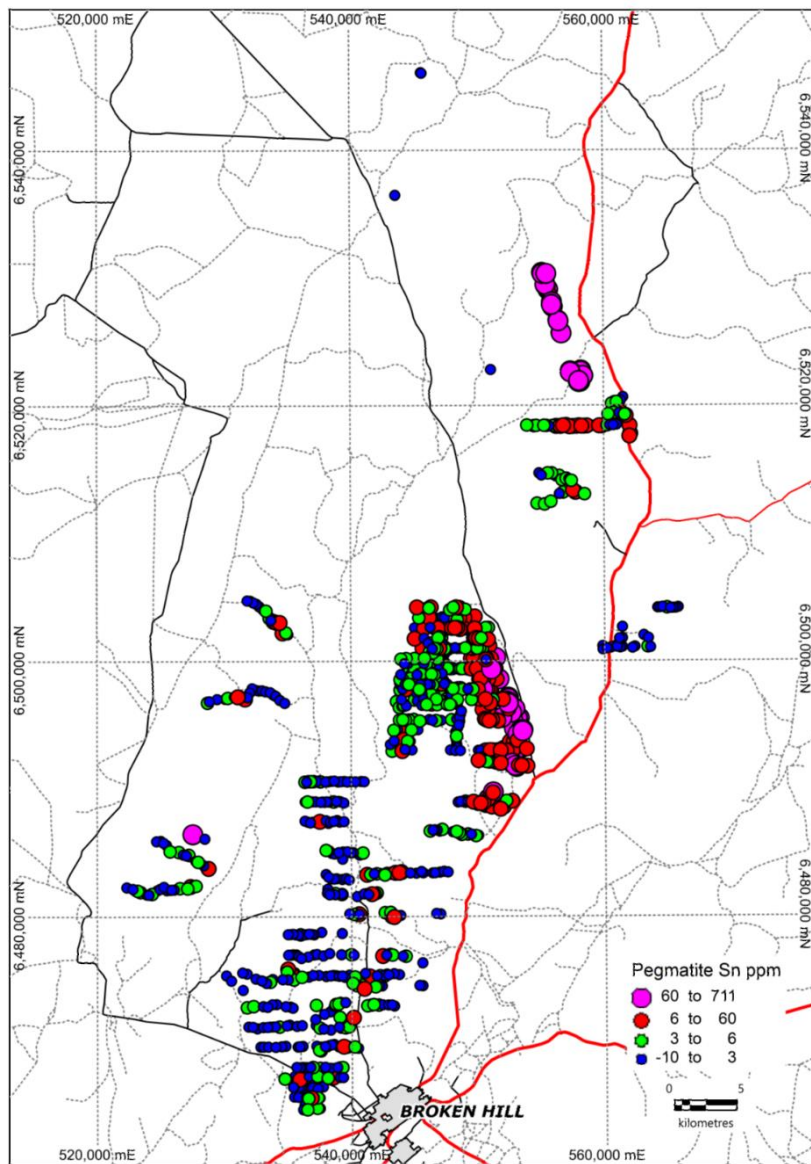 520,000 mE
540,000 mE
560,000 mE
6,540,000 mN
6,540,000 mN
6,520,000 mN
6,520,000 mN
6,500,000 mN
6,500,000 mN
6,480,000 mN
6,480,000 mN
Pegmatite Sn ppm
60 to 711
6 to 60
3 to 6
-10 to 3
0 5
kilometres
BROKEN HILL
520,000 mE
540,000 mE
560,000 mE